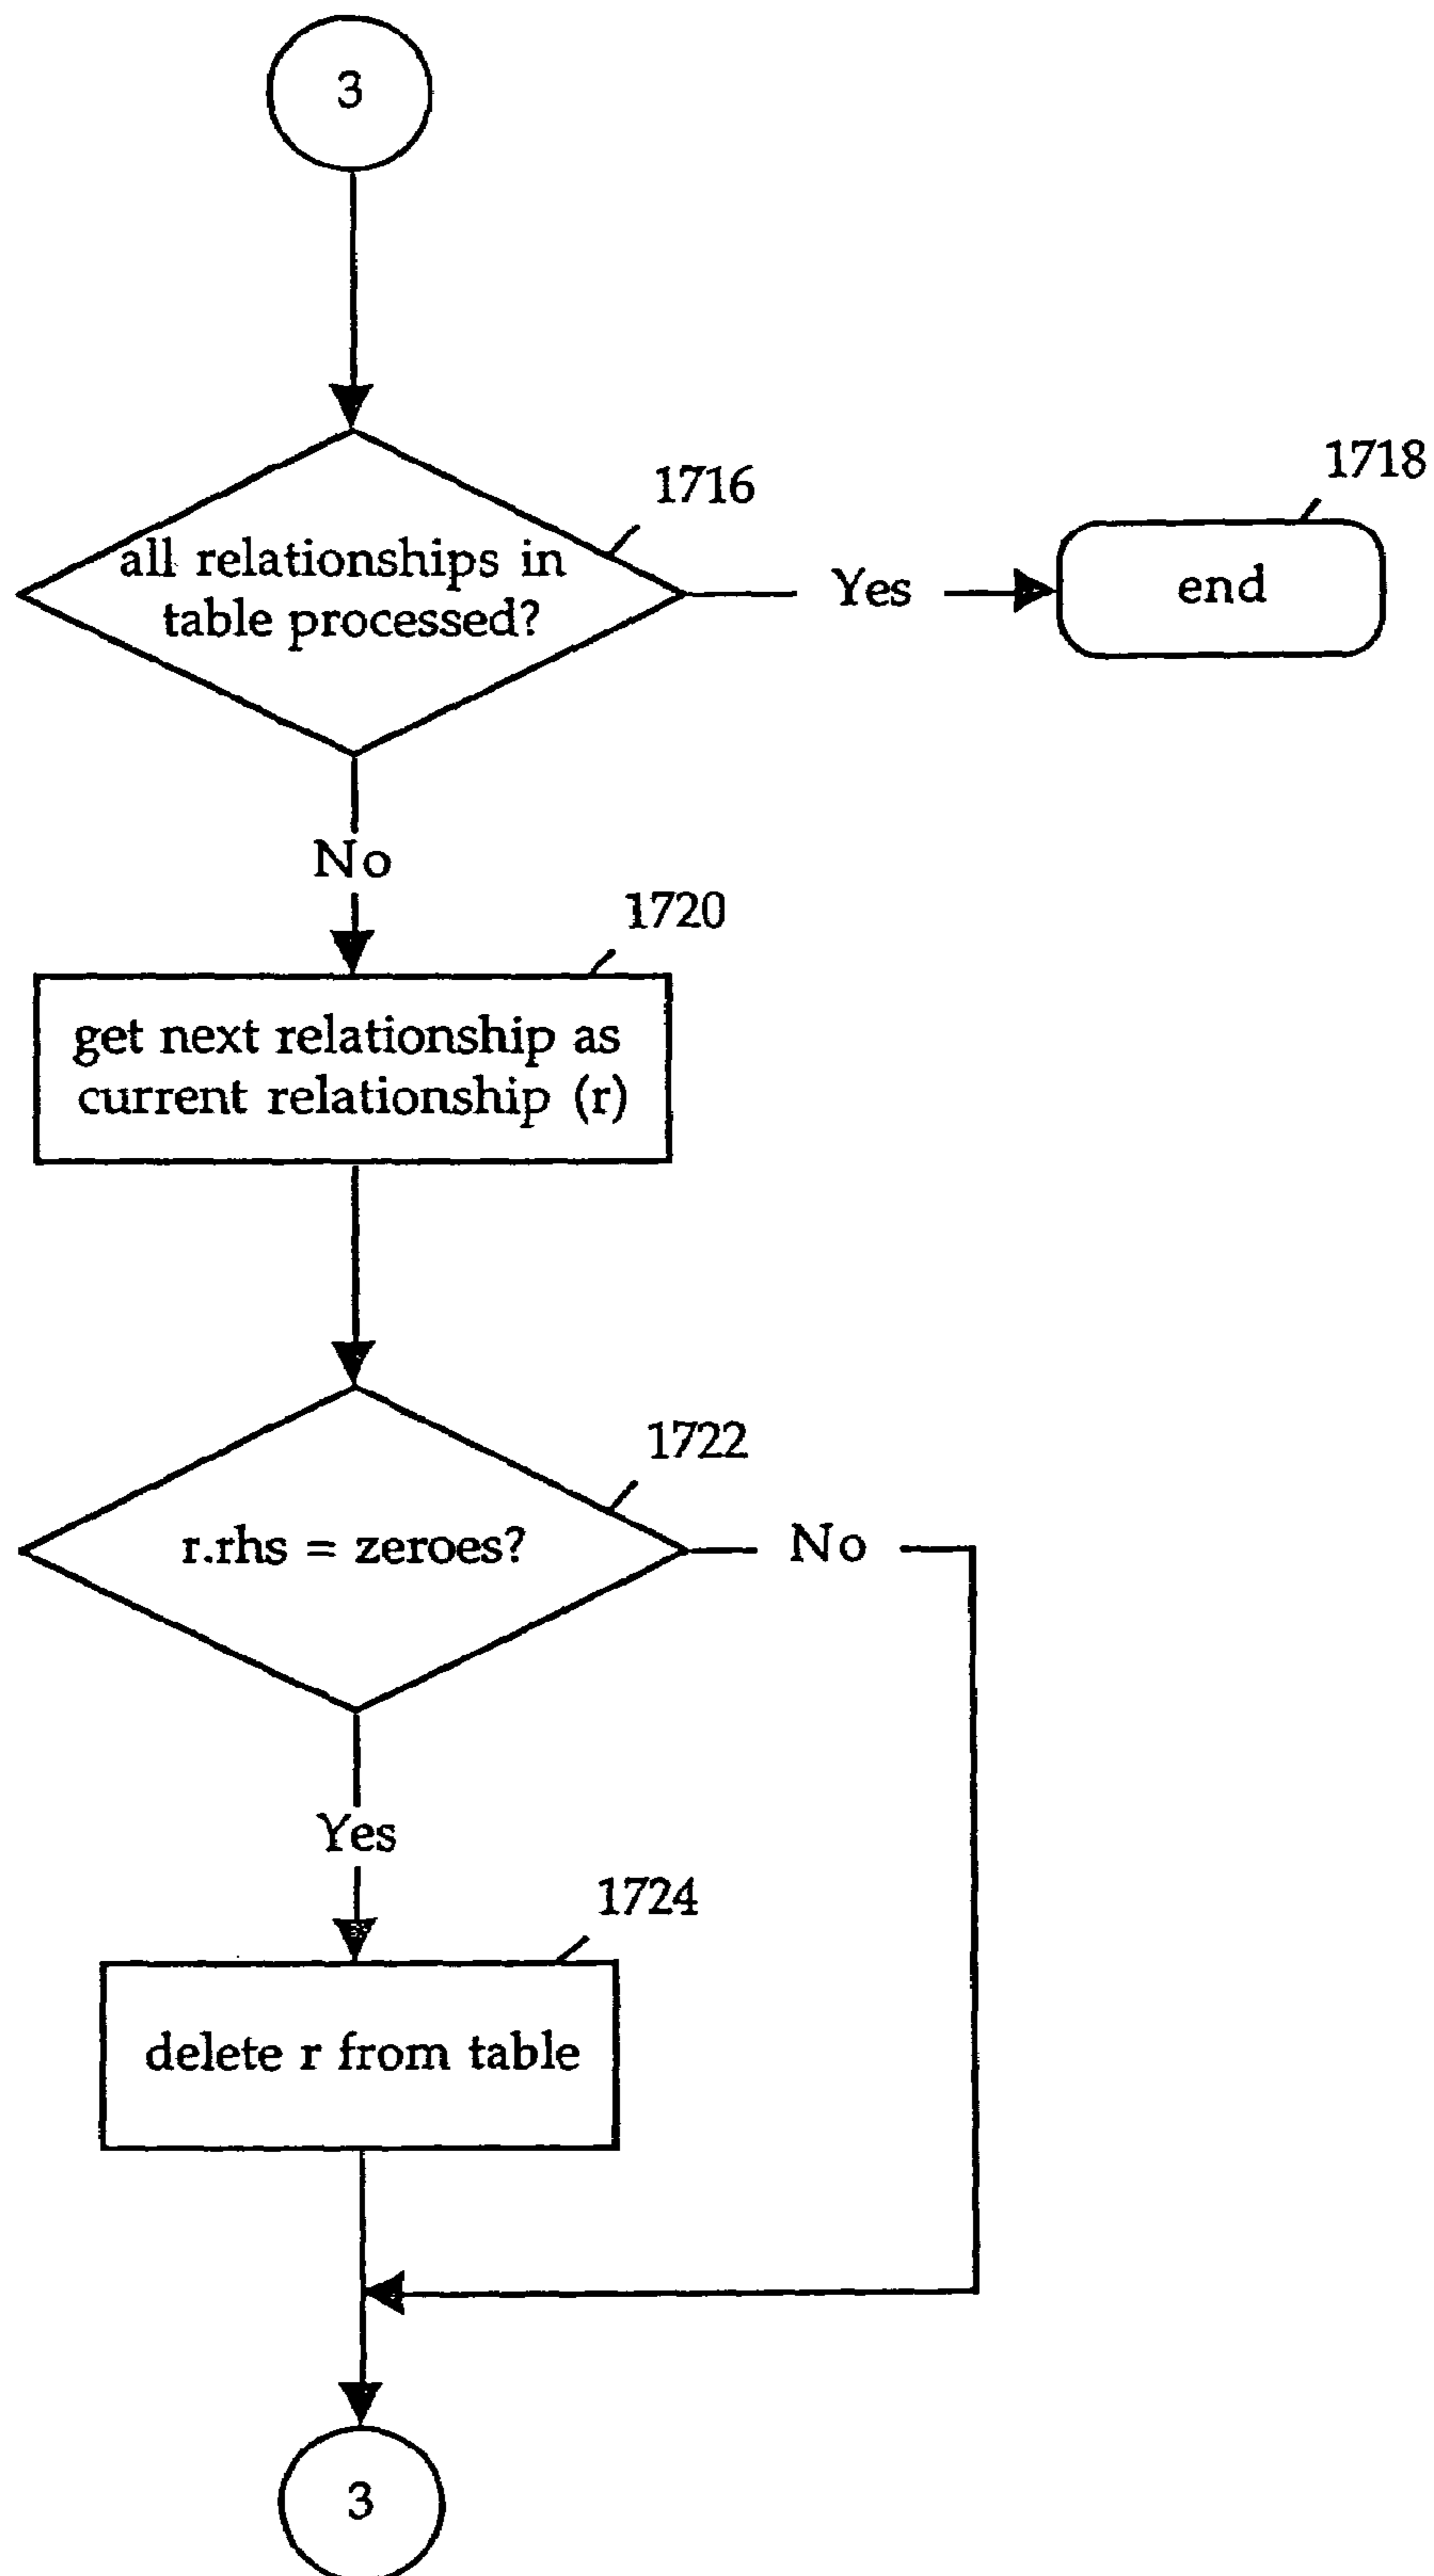 3
1716
1718
all relationships in
table processed?
Yes
end
No
1720
get next relationship as
current relationship (r)
1722
r.rhs = zeroes?
No
Yes
1724
delete r from table
3